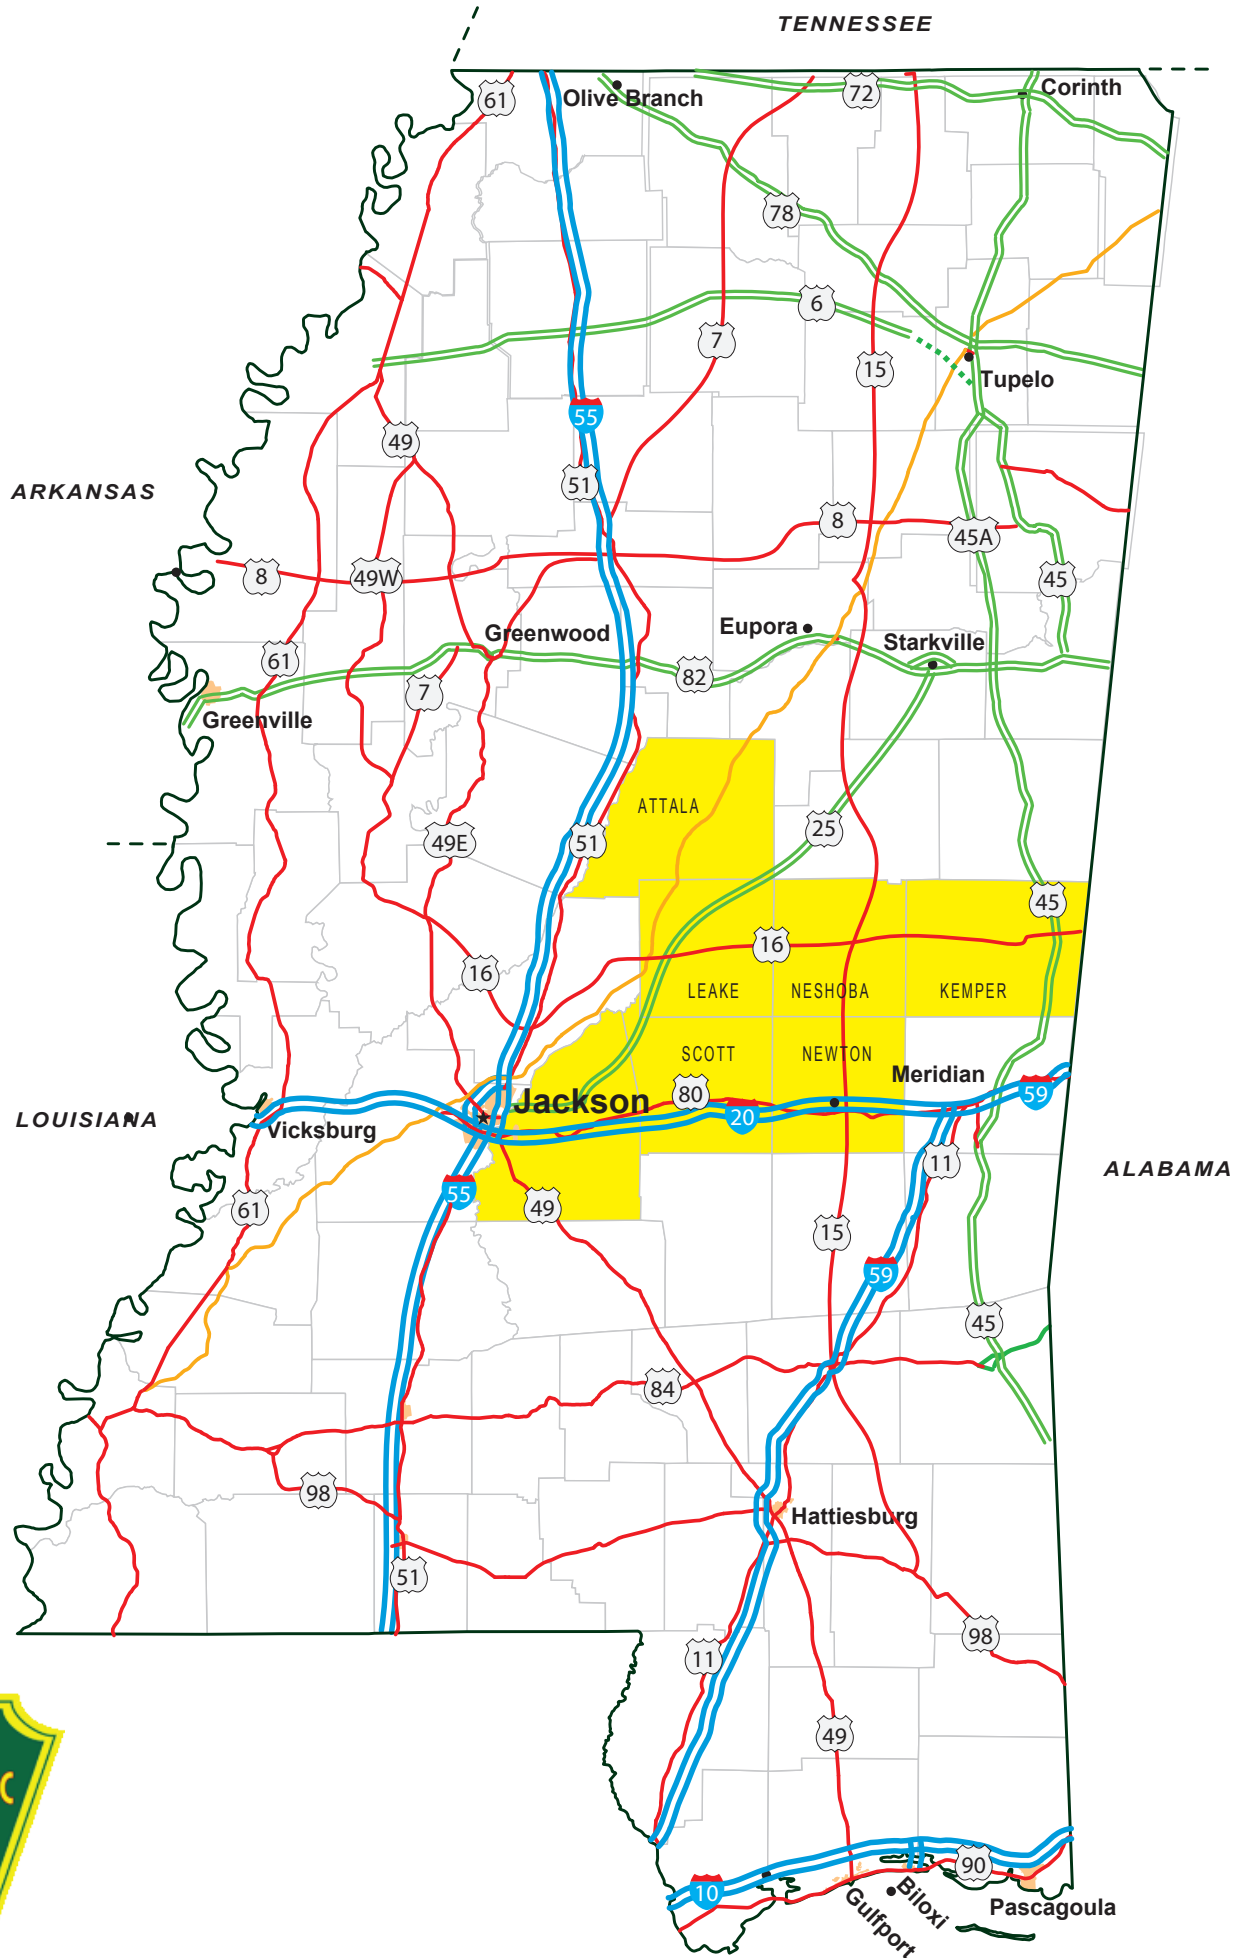 TENNESSEE
61
Olive Branch
72
Corinth
78
6
7
15
Tupelo
55
49
51
ARKANSAS
8
45A
8
49W
45
Greenwood
Eupora
Starkville
61
82
7
Greenville
ATTALA
25
49E
51
45
16
16
LEAKE
NESHOBA
KEMPER
SCOTT
NEWTON
Meridian
80
59
Jackson
20
LOUISIANA
Vicksburg
11
ALABAMA
55
61
49
15
59
45
84
98
Hattiesburg
51
98
11
49
C
90
10
Biloxi
Gulfport
Pascagoula